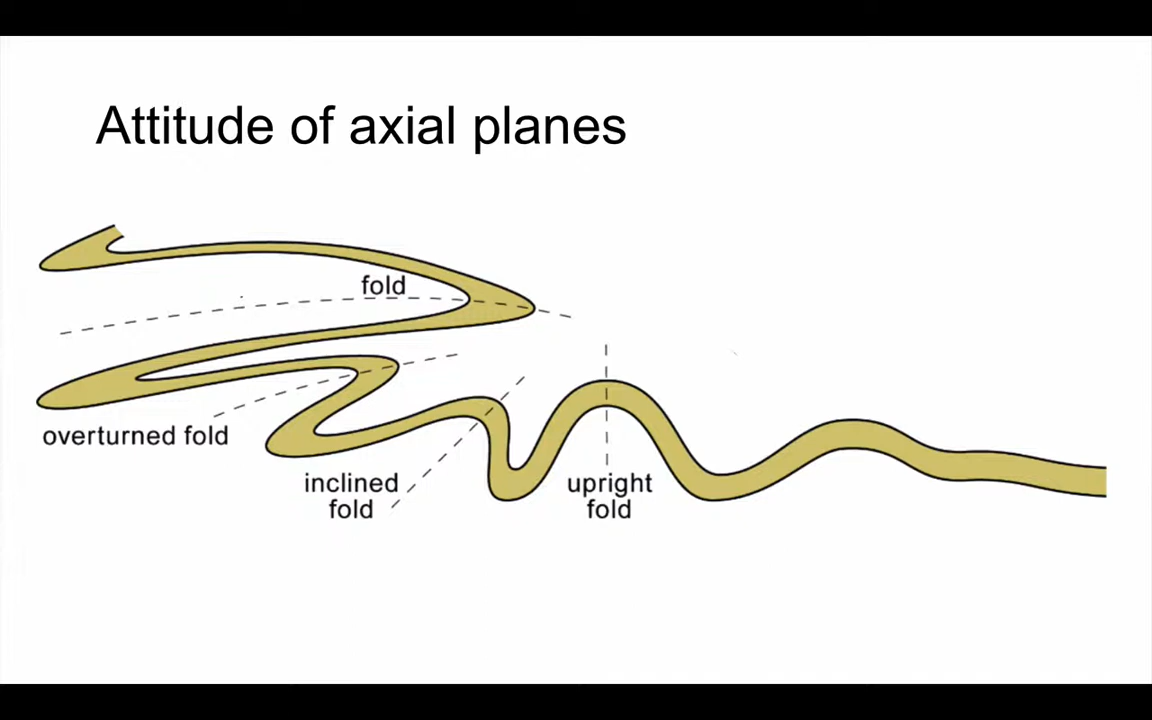 Attitude of axial planes
fold
overturned fold
inclined
fold
upright
fold